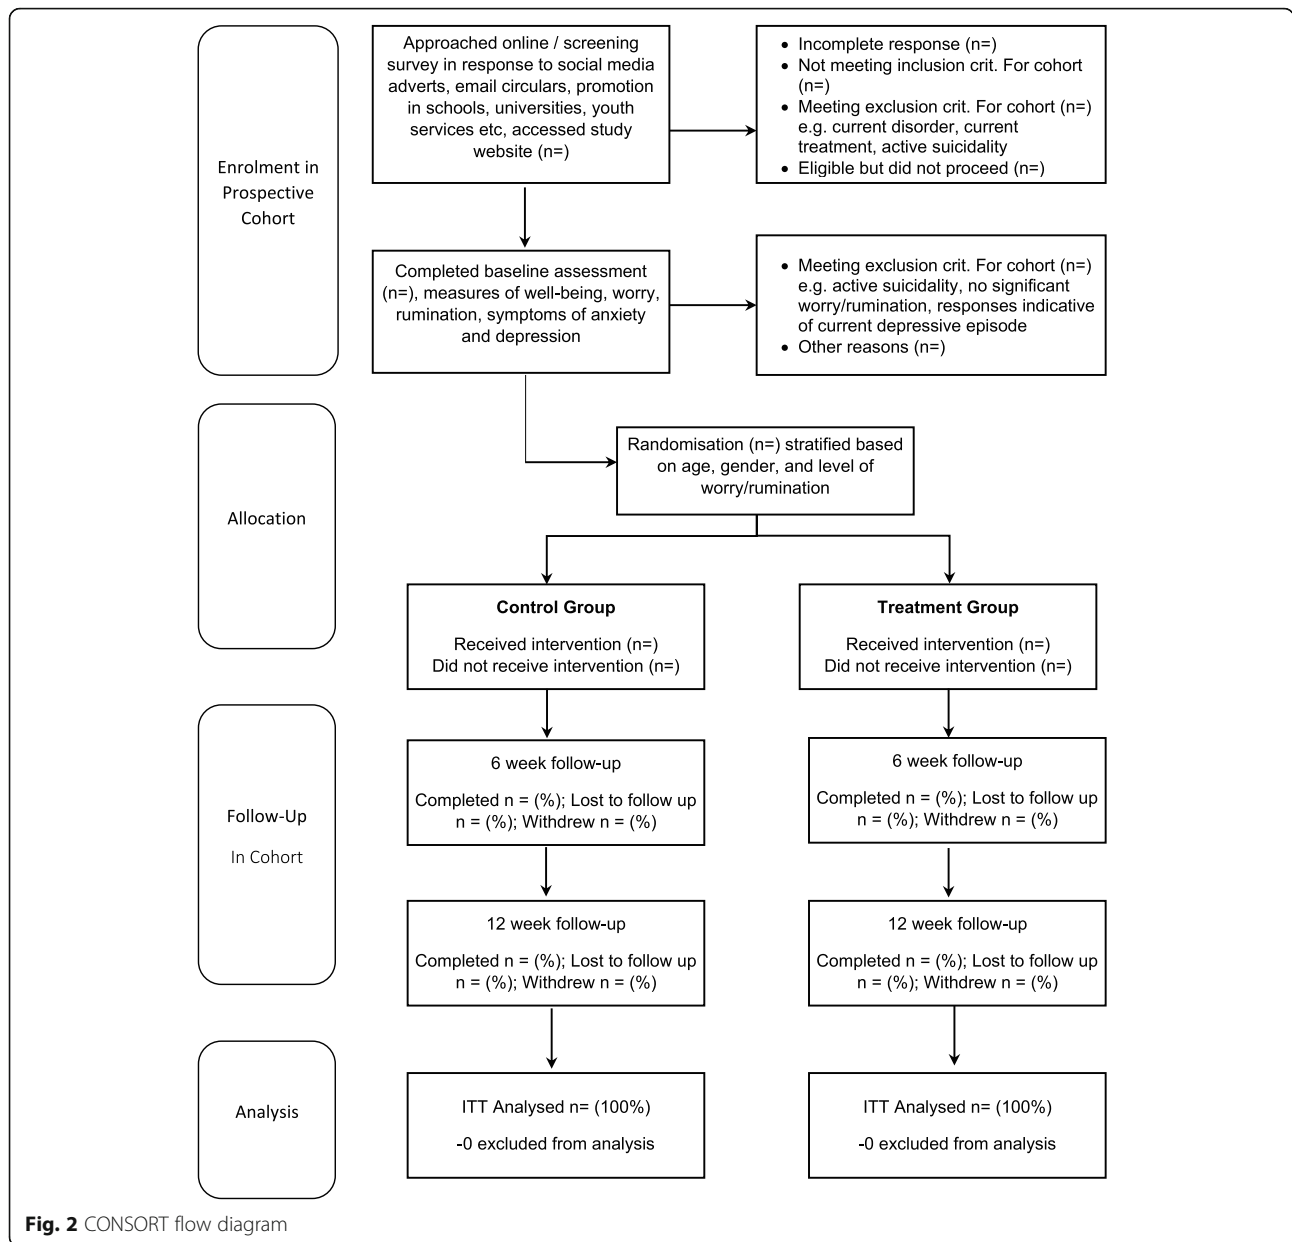 Enrolment in
Prospective
Cohort
Approached online / screening
survey in response to social media
adverts, email circulars, promotion
in schools, universities, youth
services etc, accessed study
website (n=)
• Incomplete response (n=)
• Not meeting inclusion crit. For cohort
(n=)
• Meeting exclusion crit. For cohort (n=)
e.g. current disorder, current
treatment, active suicidality
• Eligible but did not proceed (n=)
Completed baseline assessment
(n=), measures of well-being, worry,
rumination, symptoms of anxiety
and depression
• Meeting exclusion crit. For cohort (n=)
e.g. active suicidality, no significant
worry/rumination, responses indicative
of current depressive episode
• Other reasons (n=)
Allocation
Randomisation (n=) stratified based
on age, gender, and level of
worry/rumination
Control Group
Received intervention (n=)
Did not receive intervention (n=)
Treatment Group
Received intervention (n=)
Did not receive intervention (n=)
Follow-Up
In Cohort
6 week follow-up
Completed n = (%); Lost to follow up
n = (%); Withdrew n = (%)
6 week follow-up
Completed n = (%); Lost to follow up
n = (%); Withdrew n = (%)
12 week follow-up
Completed n = (%); Lost to follow up
n = (%); Withdrew n = (%)
12 week follow-up
Completed n = (%); Lost to follow up
n = (%); Withdrew n = (%)
Analysis
ITT Analysed n= (100%)
-0 excluded from analysis
ITT Analysed n= (100%)
-0 excluded from analysis
Fig. 2 CONSORT flow diagram